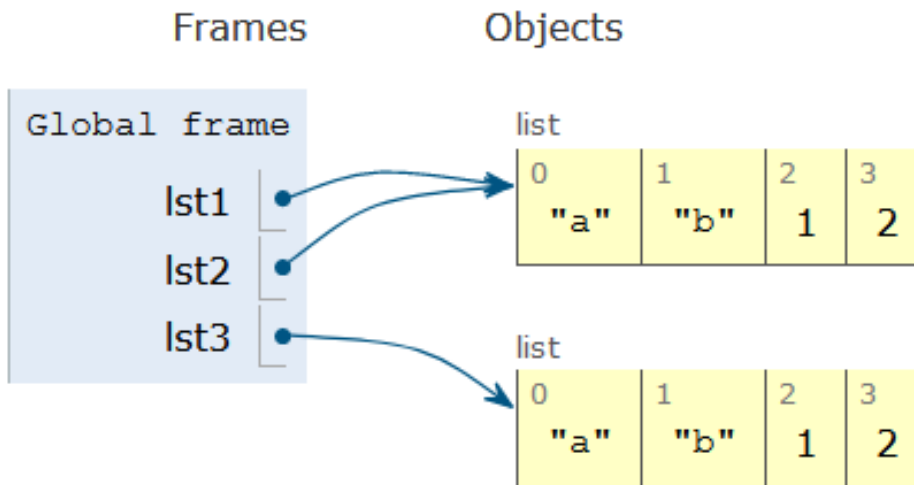 Frames Objects
Global frame
list
lst1
0 1 2 3
"a" "b" 1 2
lst2
lst3
list
0 1 2 3
"a" "b" 1 2